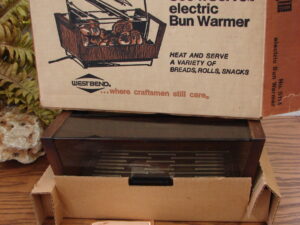 electric
Bun Warmer
HEAT AND SERVE
A VARIETY OF
BREADS, ROLLS, SNACKS
WEST BEND
...where craftsmen still care.
electric Bun Warmer